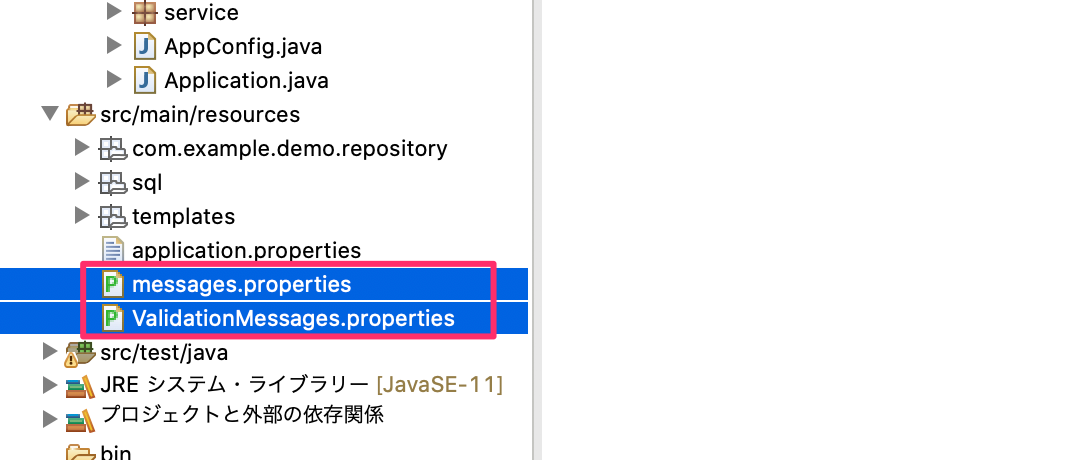 service
AppConfig.java
Application.java
src/main/resources
com.example.demo.repository
sql
templates
application.properties
messages.properties
ValidationMessages.properties
src/test/java
JRE システム・ライブラリー [JavaSE-11]
プロジェクトと外部の依存関係
bin